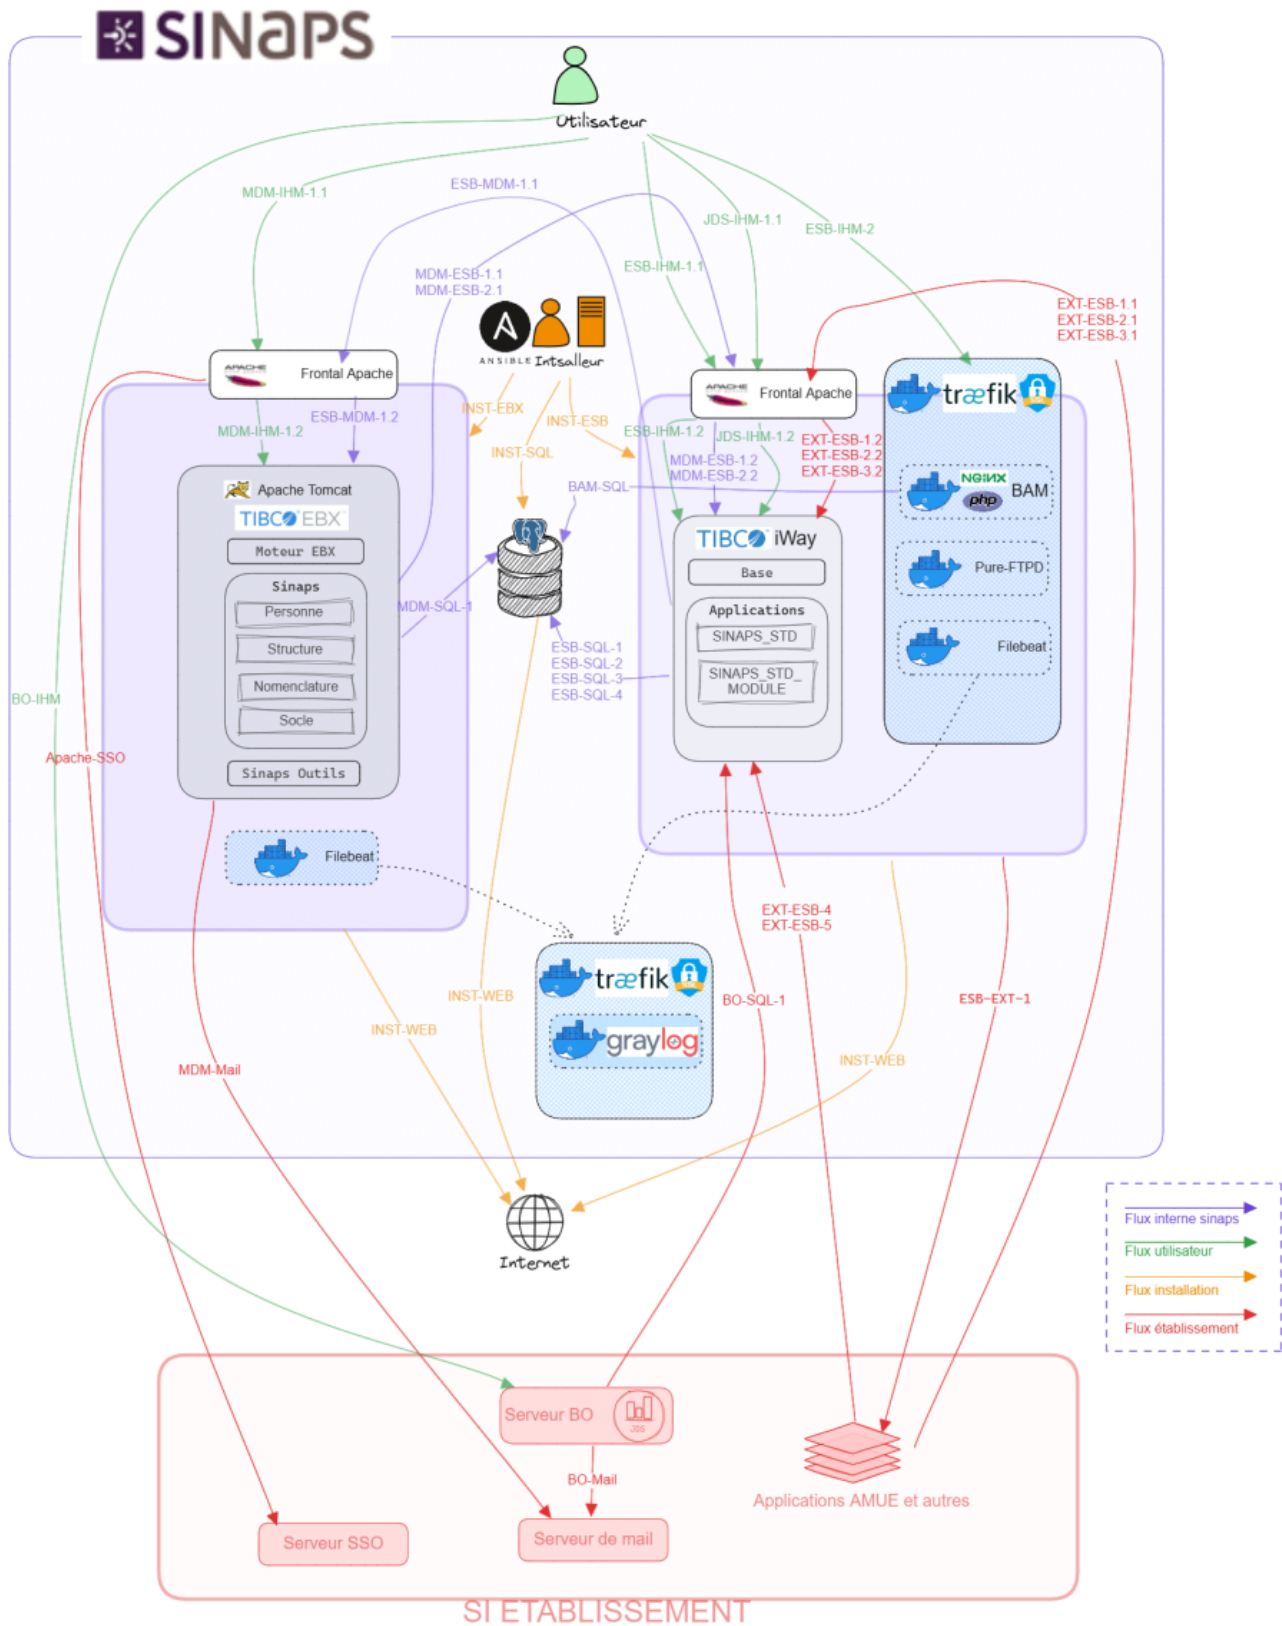 SINAPS
Utilisateur
MDM-IHM-1.1
ESB-MDM-1.1
JDS-IHM-1.1
ESB-IHM-2
ESB-IHM-1.1
MDM-ESB-1.1
MDM-ESB-2.1
EXT-ESB-1.1
EXT-ESB-2.1
EXT-ESB-3.1
ANSIBLE
Intsalleur
APACHE
Frontal Apache
APACHE
Frontal Apache
træfik
INST-EBX
INST-ESB
INST-SQL
ESB-MDM-1.2
MDM-IHM-1.2
ESB-IHM-1.2
JDS-IHM-1.2
MDM-ESB-1.2
MDM-ESB-2.2
EXT-ESB-1.2
EXT-ESB-2.2
EXT-ESB-3.2
BAM-SQL
Apache Tomcat
TIBCO EBX™
Moteur EBX
Sinaps
Personne
Structure
Nomenclature
Socle
Sinaps Outils
Filebeat
MDM-SQL-1
ESB-SQL-1
ESB-SQL-2
ESB-SQL-3
ESB-SQL-4
TIBCO™ iWay
Base
Applications
SINAPS_STD
SINAPS_STD_
MODULE
NGINX
php
BAM
Pure-FTPD
Filebeat
BO-IHM
Apache-SSO
MDM-Mail
EXT-ESB-4
EXT-ESB-5
træfik
graylog
INST-WEB
INST-WEB
BO-SQL-1
ESB-EXT-1
INST-WEB
Internet
Flux interne sinaps
Flux utilisateur
Flux installation
Flux établissement
Serveur BO
JDS
BO-Mail
Serveur SSO
Serveur de mail
Applications AMUE et autres
SI ETABLISSEMENT